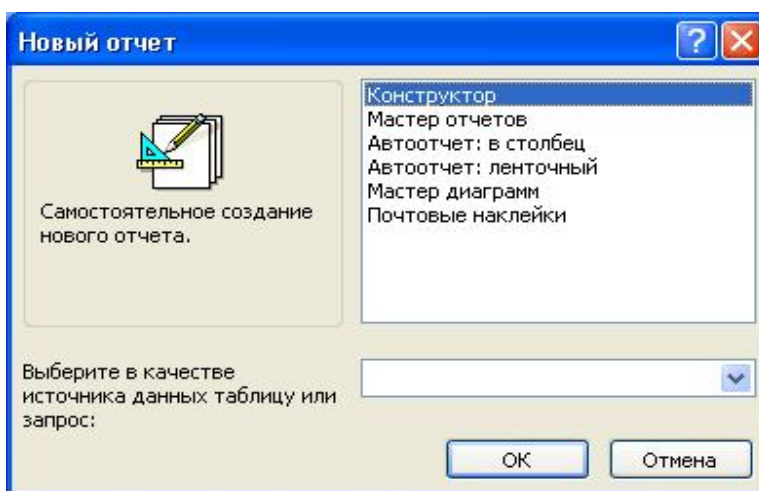 Новый отчет
Конструктор
Мастер отчетов
Автоотчет: в столбец
Автоотчет: ленточный
Мастер диаграмм
Почтовые наклейки
Самостоятельное создание
нового отчета.
Выберите в качестве
источника данных таблицу или
запрос:
ОК
Отмена